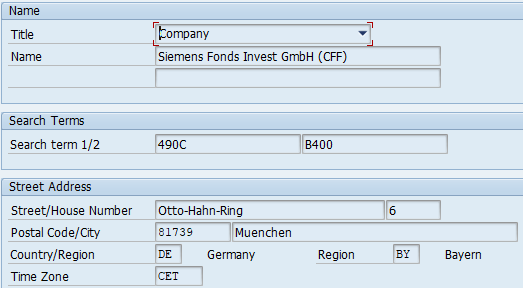 Name
Title Company
Name Siemens Fonds Invest GmbH (CFF)
Search Terms
Search term 1/2 490C B400
Street Address
Street/House Number Otto-Hahn-Ring 6
Postal Code/City 81739 Muenchen
Country/Region DE Germany Region BY Bayern
Time Zone CET